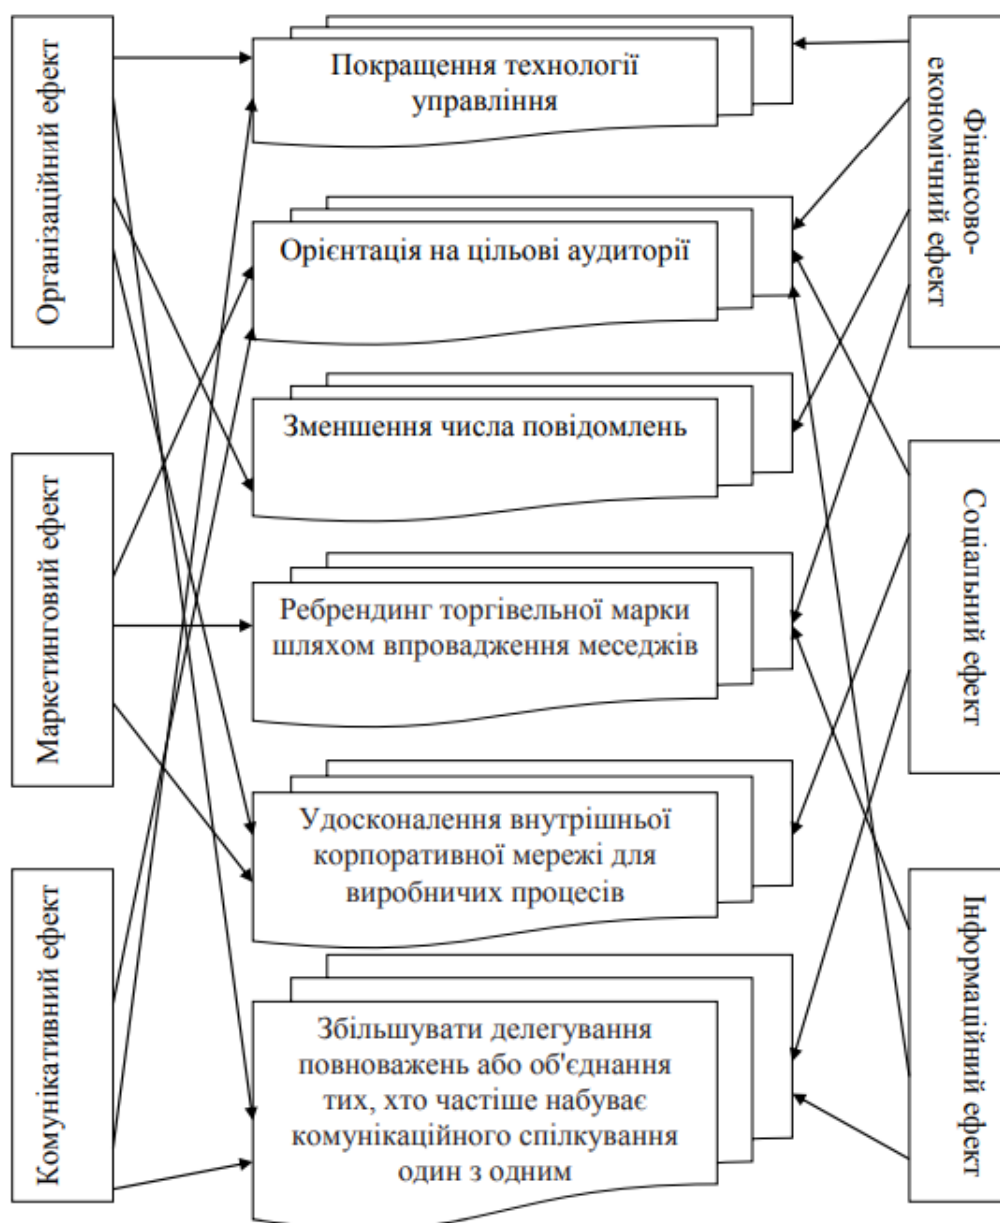 Організаційний ефект
Маркетинговий ефект
Комунікативний ефект
Покращення технології
управління
Орієнтація на цільові аудиторії
Зменшення числа повідомлень
Ребрендинг торгівельної марки
шляхом впровадження меседжів
Удосконалення внутрішньої
корпоративної мережі для
виробничих процесів
Збільшувати делегування
повноважень або об'єднання
тих, хто частіше набуває
комунікаційного спілкування
один з одним
Фінансово-
економічний ефект
Соціальний ефект
Інформаційний ефект